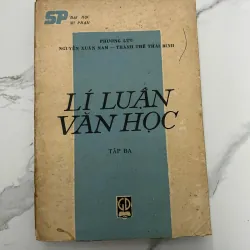 SP ĐẠI HỌC
SƯ PHẠM
PHƯƠNG LỰU
NGUYỄN XUÂN NAM — THÀNH THẾ THÁI BÌNH
LÍ LUẬN
VĂN HỌC
TẬP BA
GD